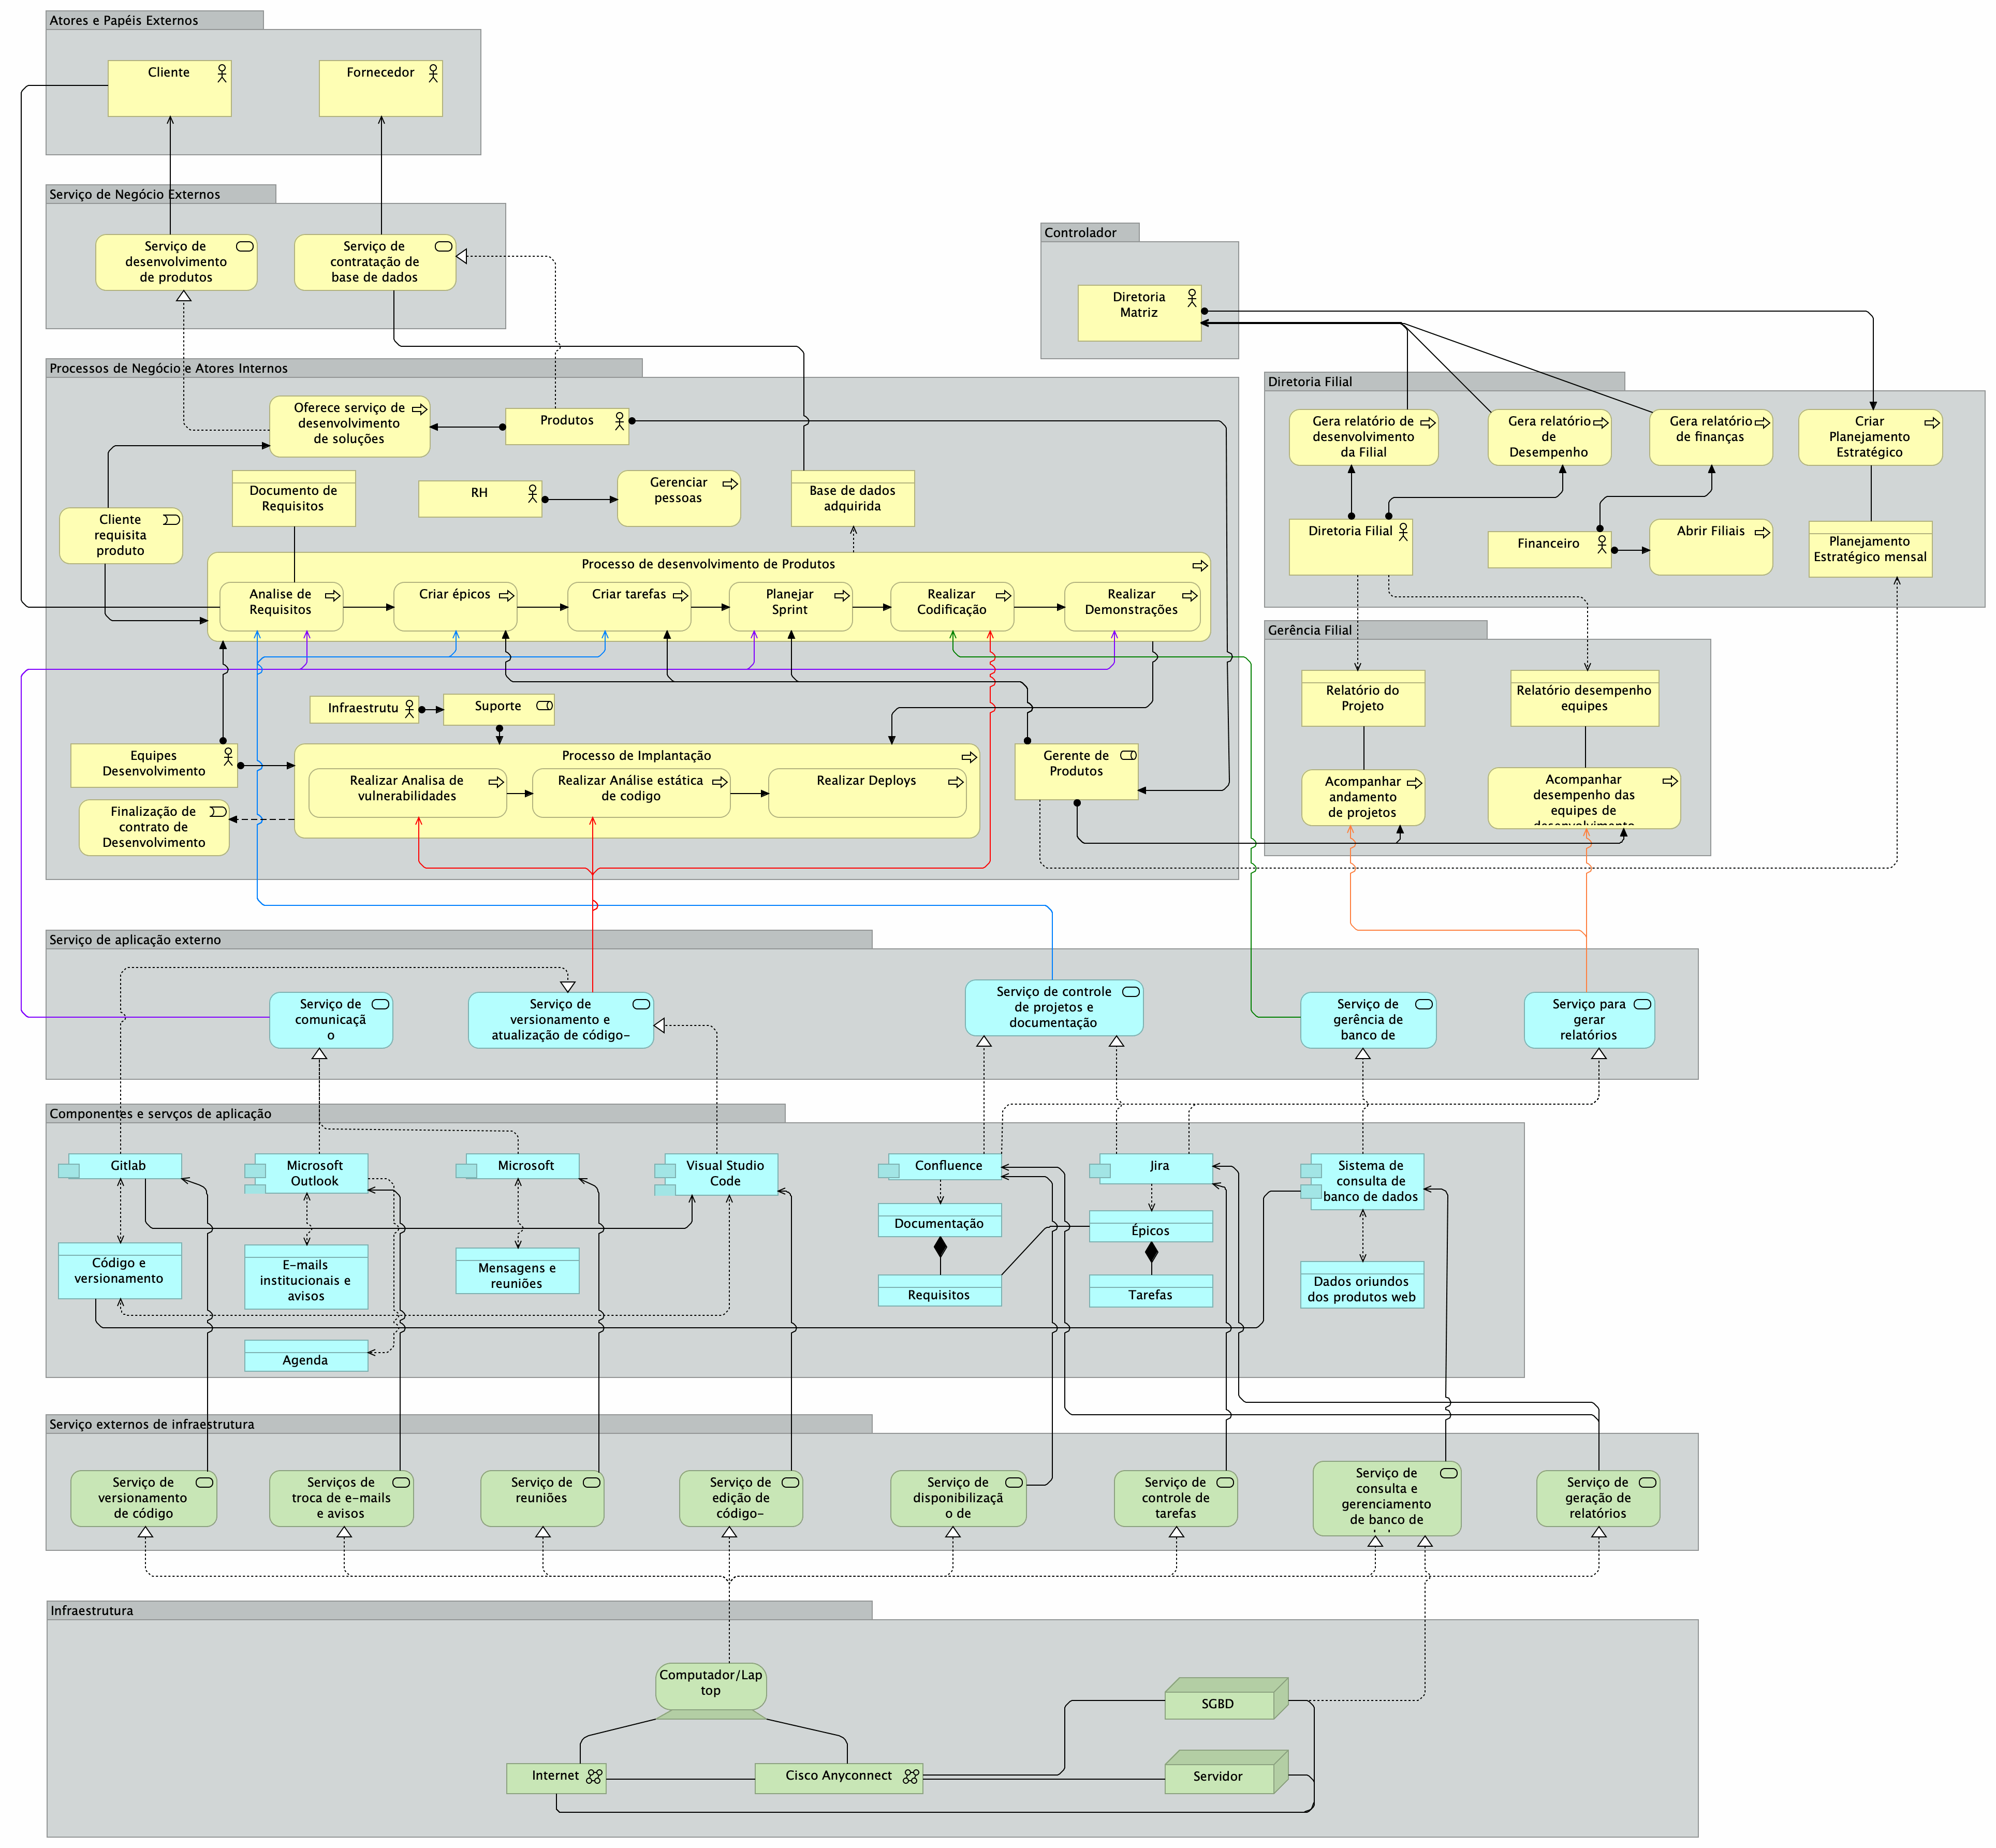 Atores e Papéis Externos
Cliente
Fornecedor
Serviço de Negócio Externos
Serviço de
desenvolvimento
de produtos
Serviço de
contratação de
base de dados
Controlador
Diretoria
Matriz
Processos de Negócio e Atores Internos
Oferece serviço de
desenvolvimento
de soluções
Produtos
Documento de
Requisitos
RH
Gerenciar
pessoas
Base de dados
adquirida
Cliente
requisita
produto
Processo de desenvolvimento de Produtos
Analise de
Requisitos
Criar épicos
Criar tarefas
Planejar
Sprint
Realizar
Codificação
Realizar
Demonstrações
Infraestrutu
Suporte
Equipes
Desenvolvimento
Processo de Implantação
Realizar Analisa de
vulnerabilidades
Realizar Análise estática
de codigo
Realizar Deploys
Gerente de
Produtos
Finalização de
contrato de
Desenvolvimento
Diretoria Filial
Gera relatório de
desenvolvimento
da Filial
Gera relatório
de
Desempenho
Gera relatório
de finanças
Criar
Planejamento
Estratégico
Diretoria Filial
Financeiro
Abrir Filiais
Planejamento
Estratégico mensal
Gerência Filial
Relatório do
Projeto
Relatório desempenho
equipes
Acompanhar
andamento
de projetos
Acompanhar
desempenho das
equipes de
desenvolvimento
Serviço de aplicação externo
Serviço de
comunicaçã
o
Serviço de
versionamento e
atualização de código-
Serviço de controle
de projetos e
documentação
Serviço de
gerência de
banco de
Serviço para
gerar
relatórios
Componentes e servços de aplicação
Gitlab
Microsoft
Outlook
Microsoft
Visual Studio
Code
Confluence
Jira
Sistema de
consulta de
banco de dados
Código e
versionamento
E-mails
institucionais e
avisos
Mensagens e
reuniões
Documentação
Épicos
Requisitos
Tarefas
Dados oriundos
dos produtos web
Agenda
Serviço externos de infraestrutura
Serviço de
versionamento
de código
Serviços de
troca de e-mails
e avisos
Serviço de
reuniões
Serviço de
edição de
código-
Serviço de
disponibilizaçã
o de
Serviço de
controle de
tarefas
Serviço de
consulta e
gerenciamento
de banco de
Serviço de
geração de
relatórios
Infraestrutura
Computador/Lap
top
SGBD
Internet
Cisco Anyconnect
Servidor